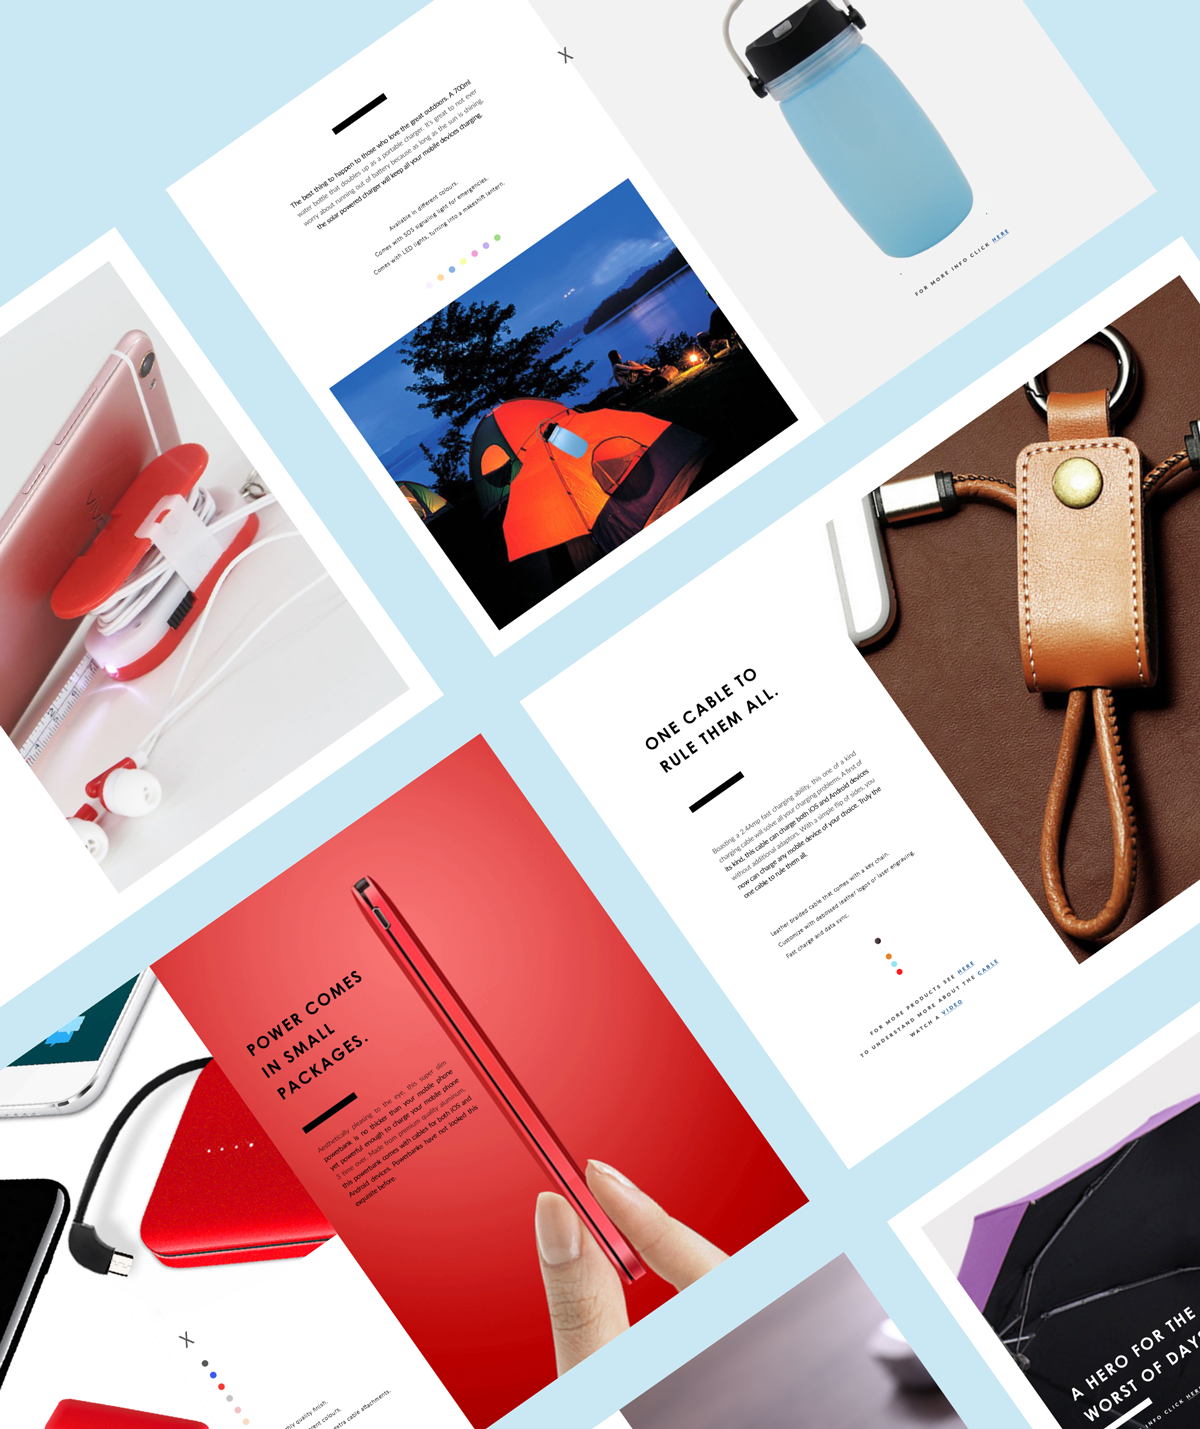 The best thing to happen to those who love the great outdoors. A 700ml
water bottle that doubles up as a portable charger. It's great to not ever
worry about running out of battery because as long as the sun is shining,
the solar powered charger will keep all your mobile devices charging.
Available in different colours.
Comes with SOS signaling light for emergencies.
Comes with LED lights, turning into a makeshift lantern.
X
FOR MORE INFO CLICK HERE
VIVO
ONE CABLE TO
RULE THEM ALL.
Boasting a 2.4Amp fast charging ability, this one of a kind
charging cable will solve all your charging problems. A first of
its kind, this cable can charge both iOS and Android devices
without additional adaptors. With a simple flip of sides, you
now can charge any mobile device of your choice. Truly the
one cable to rule them all.
Leather braided cable that comes with a key chain.
Customize with debossed leather logos or laser engraving.
Fast charge and data sync.
FOR MORE PRODUCTS SEE HERE
TO UNDERSTAND MORE ABOUT THE CABLE
WATCH A VIDEO
POWER COMES
IN SMALL
PACKAGES.
Aesthetically pleasing to the eye, this super slim
powerbank is no thicker than your mobile phone
yet powerful enough to charge your mobile phone
3 time over. Made from premium quality aluminum,
this powerbank comes with cables for both iOS and
Android devices. Powerbanks have not looked this
exquisite before.
X
quality finish.
colours.
extra cable attachments.
A HERO FOR THE
WORST OF DAYS
INFO CLICK HERE